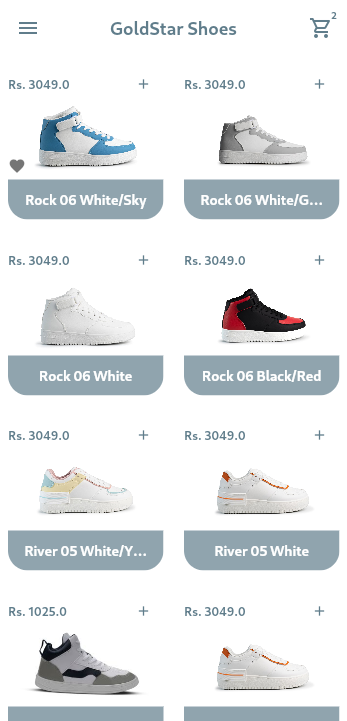 GoldStar Shoes
2
Rs. 3049.0
Rs. 3049.0
Rock 06 White/Sky
Rock 06 White/G...
Rs. 3049.0
Rs. 3049.0
Rock 06 White
Rock 06 Black/Red
Rs. 3049.0
Rs. 3049.0
River 05 White/Y...
River 05 White
Rs. 1025.0
Rs. 3049.0